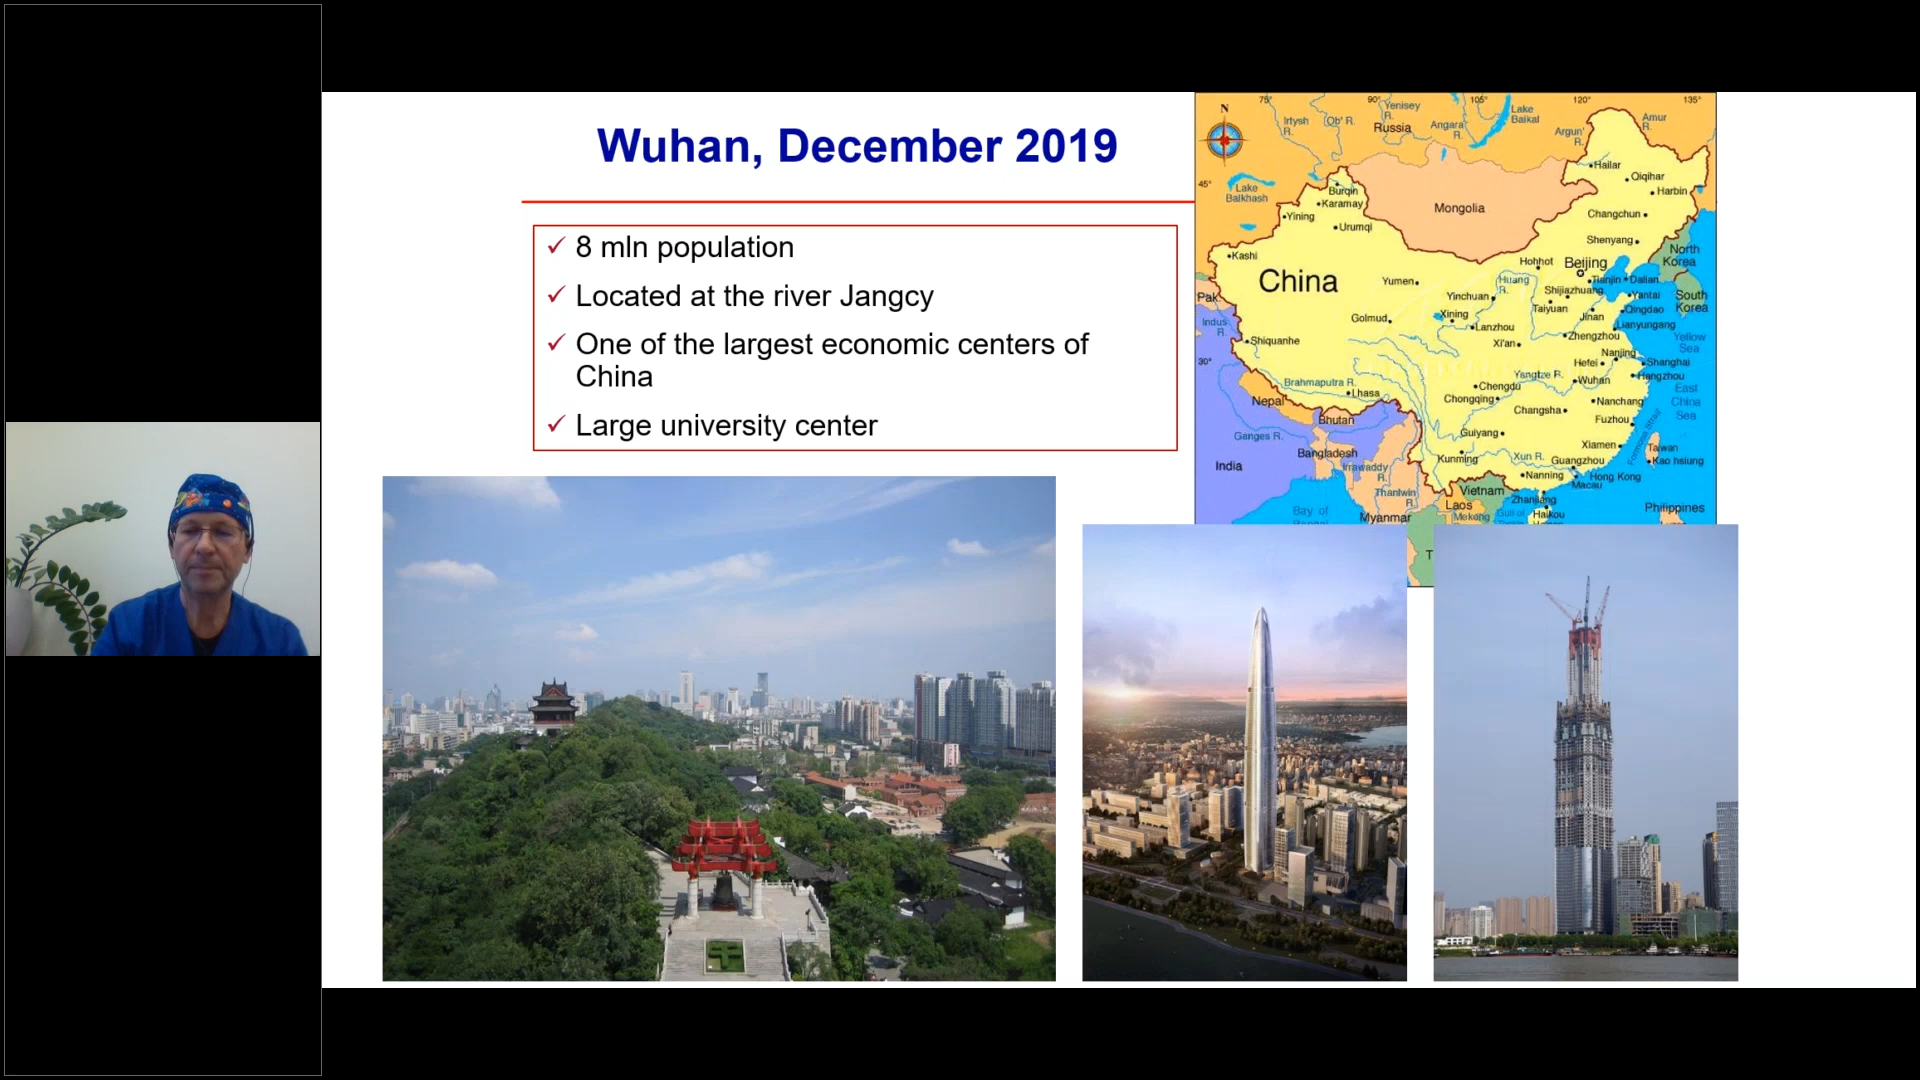 Wuhan, December 2019
✓ 8 mln population
✓ Located at the river Jangcy
✓ One of the largest economic centers of
China
✓ Large university center
75°
90°
105°
120°
135°
N
Irtysh
R.
Ob' R.
Yenisey
R.
Russia
Angara
R.
Lake
Baikal
Argun'
R.
Amur
R.
45°
Lake
Balkhash
Burqin
Karamay
Yining
Urumqi
Mongolia
Hailar
Qiqihar
Harbin
Changchun
Shenyang
Kashi
China
Yumen
Hohhot
Beijing
North
Korea
Huang
R.
Tianjin
Dalian
Yinchuan
Shijiazhuang
Yantai
South
Korea
Pak.
Golmud
Xining
Taiyuan
Jinan
Qingdao
Indus
R.
Lanzhou
Lianyungang
Shiquanhe
Xi'an
Zhengzhou
Yellow
Sea
30°
Nanjing
Hefei
Shanghai
Brahmaputra R.
Yangtze R.
Wuhan
Hangzhou
Lhasa
Chengdu
East
China
Sea
Nepal
Chongqing
Nanchang
Changsha
Bhutan
Fuzhou
Ganges R.
Guiyang
Formosa Strait
Xiamen
Taiwan
India
Bangladesh
Kunming
Xun R.
Guangzhou
Kao hsiung
Irrawaddy
R.
Nanning
Hong Kong
Macau
Thanlwin
R.
Vietnam
Zhanjiang
Laos
Philippines
Bay of
Myanmar
Mekong
Gulf of
Haikou
T